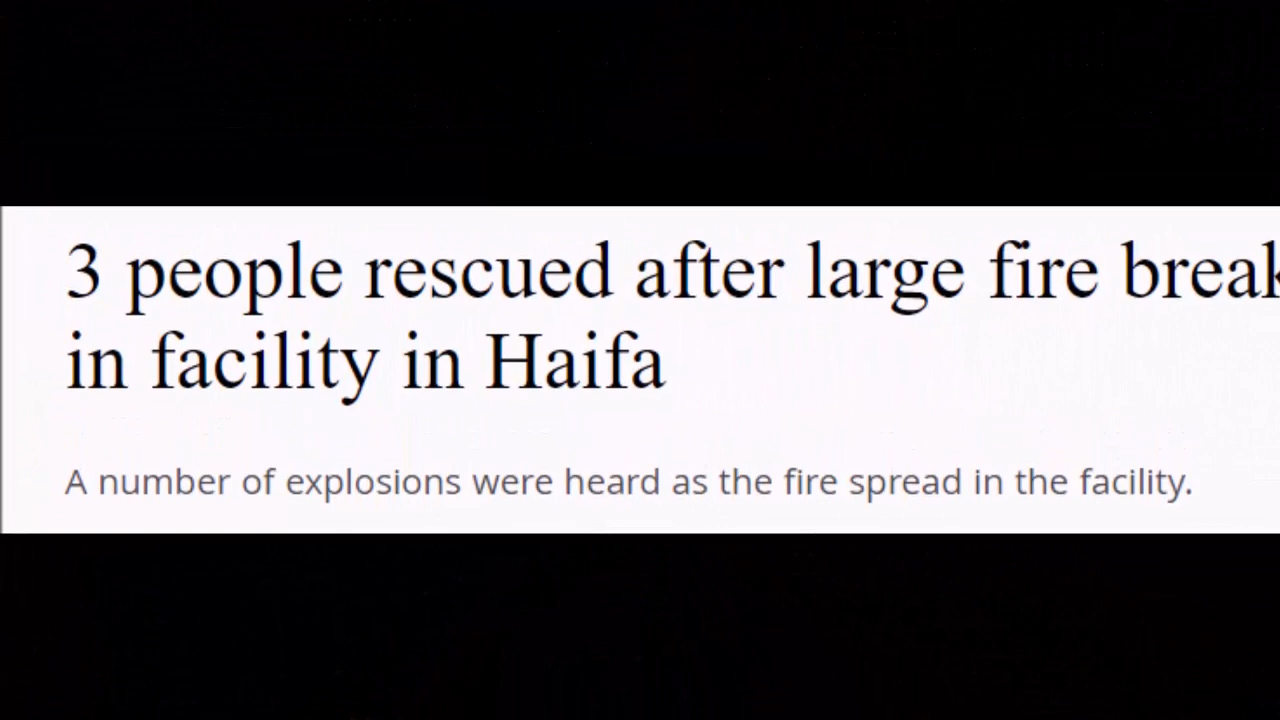 3 people rescued after large fire break
in facility in Haifa
A number of explosions were heard as the fire spread in the facility.